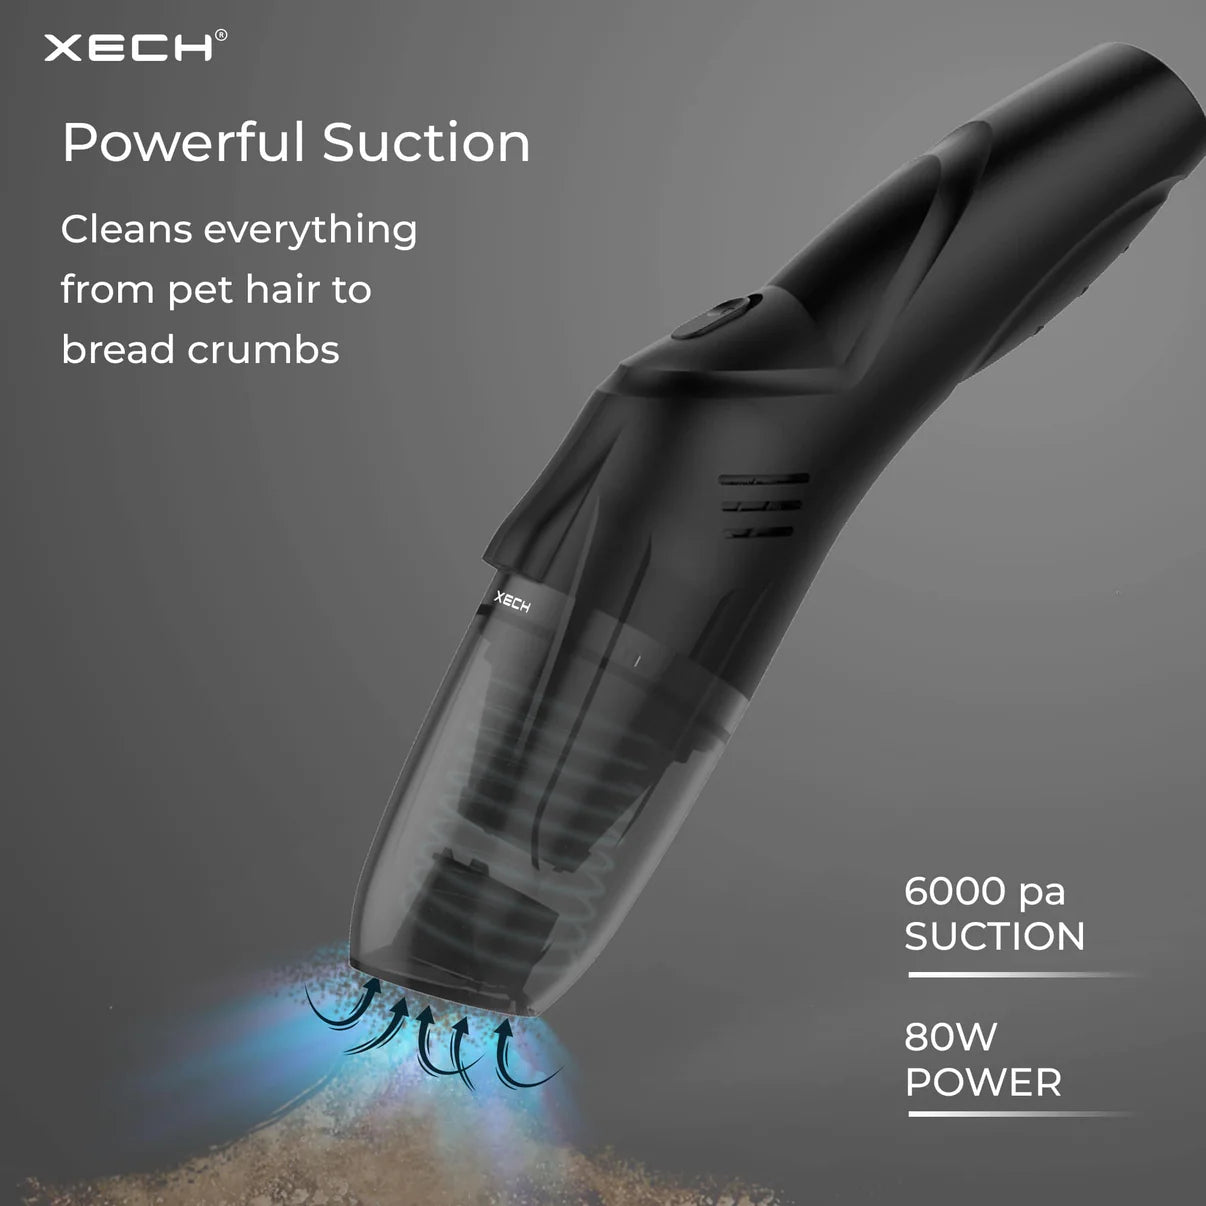 XECH®
Powerful Suction
Cleans everything
from pet hair to
bread crumbs
XECH
6000 pa
SUCTION
80W
POWER